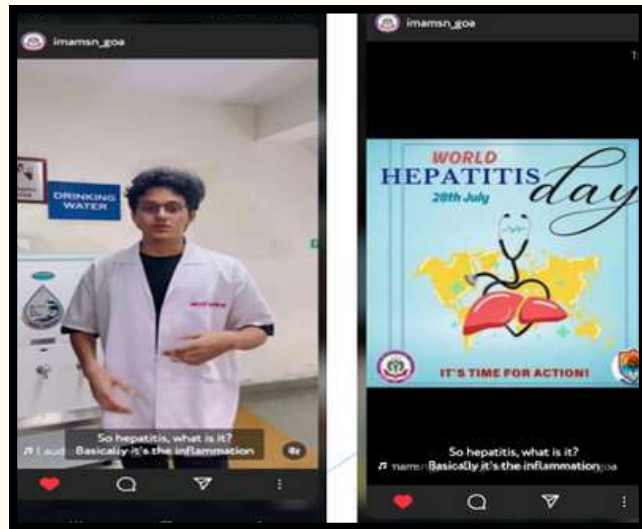 imamsn_goa
DRINKING
WATER
So hepatitis, what is it?
Basically it's the inflammation
imamsn_goa
WORLD
HEPATITIS
day
28th July
IT'S TIME FOR ACTION!
So hepatitis, what is it?
Basically it's the inflammation